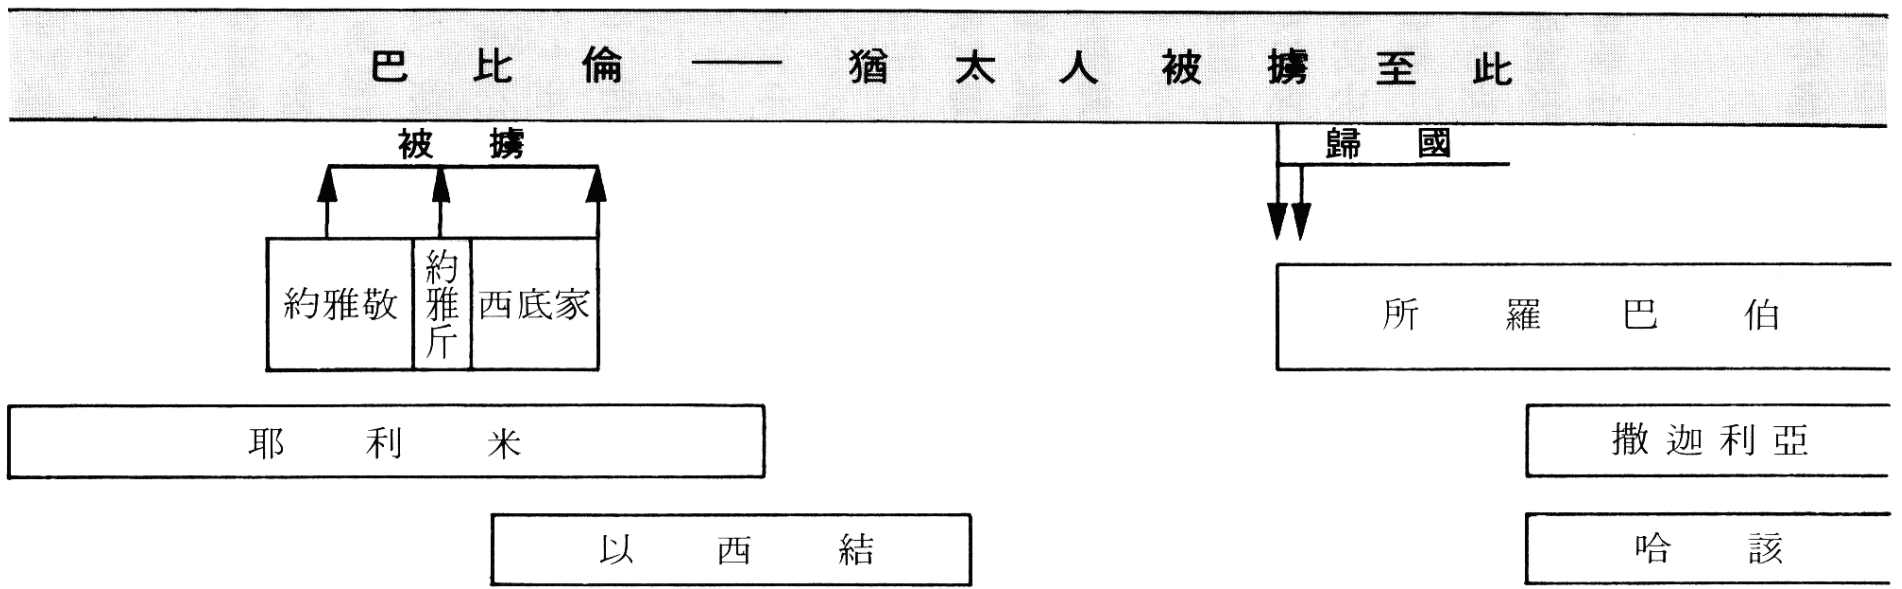 巴比倫——猶太人被擄至此
被擄
歸國
約雅敬
約雅斤
西底家
所羅巴伯
耶利米
撒迦利亞
以西結
哈該